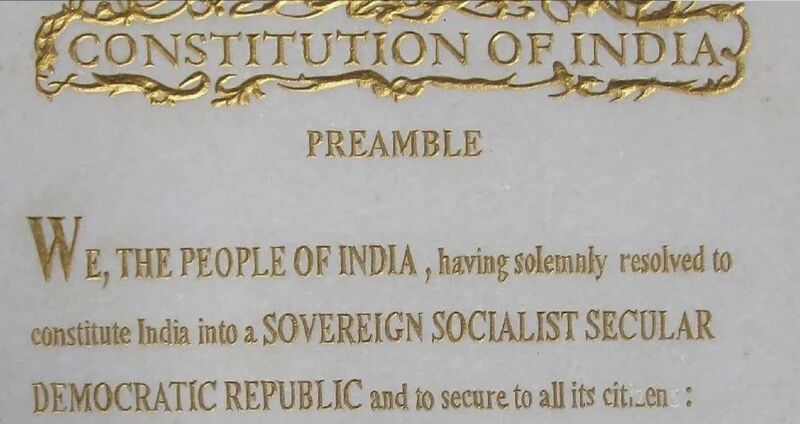 CONSTITUTION OF INDIA
PREAMBLE
WE, THE PEOPLE OF INDIA , having solemnly resolved to
constitute India into a SOVEREIGN SOCIALIST SECULAR
DEMOCRATIC REPUBLIC and to secure to all its citizens :